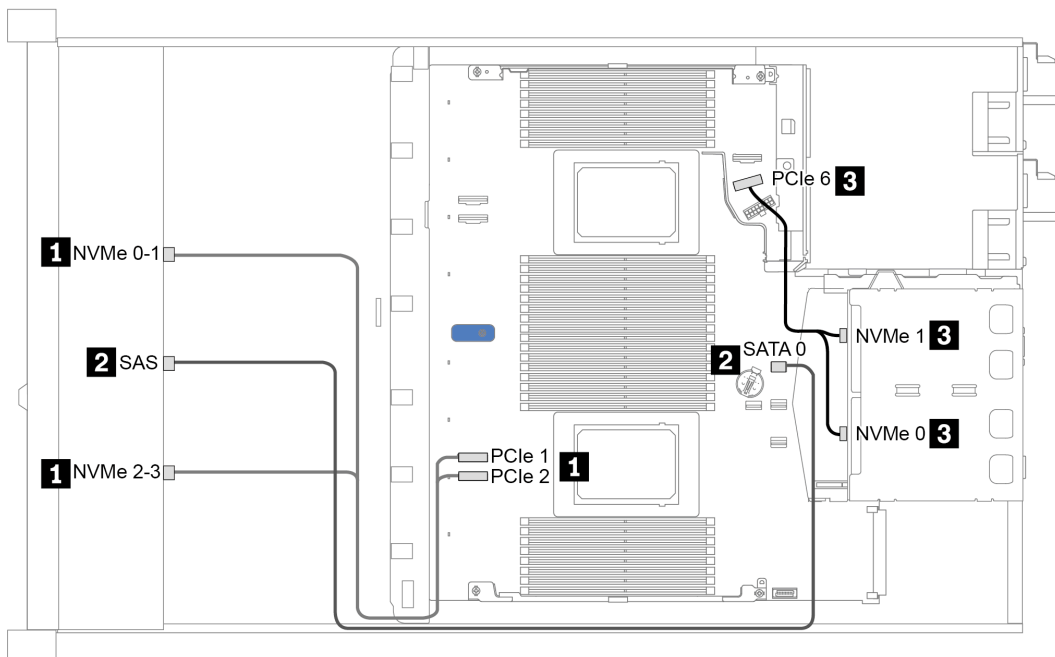 PCIe 6 3
1 NVMe 0-1
NVMe 1 3
2 SAS
2 SATA 0
NVMe 0 3
1 NVMe 2-3
PCIe 1 1
PCIe 2